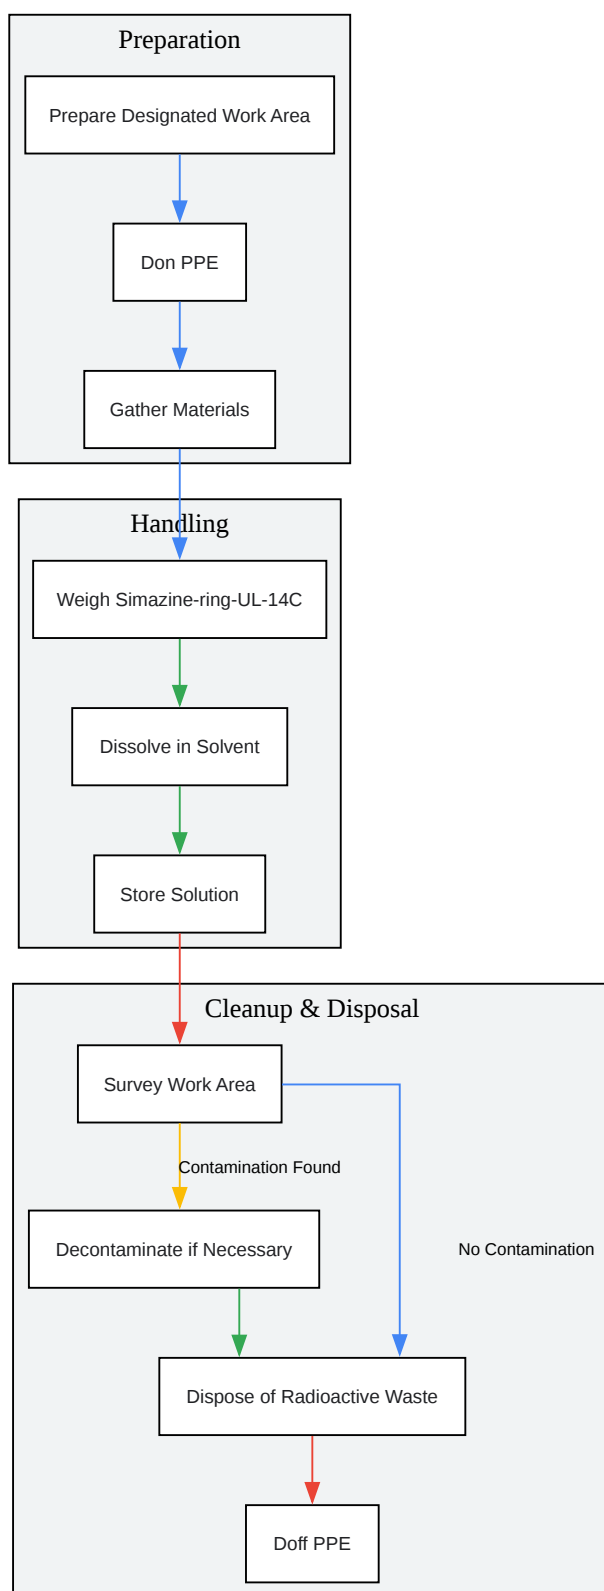 Preparation
Prepare Designated Work Area
Don PPE
Gather Materials
Handling
Weigh Simazine-ring-UL-14C
Dissolve in Solvent
Store Solution
Cleanup & Disposal
Survey Work Area
Contamination Found
Decontaminate if Necessary
No Contamination
Dispose of Radioactive Waste
Doff PPE